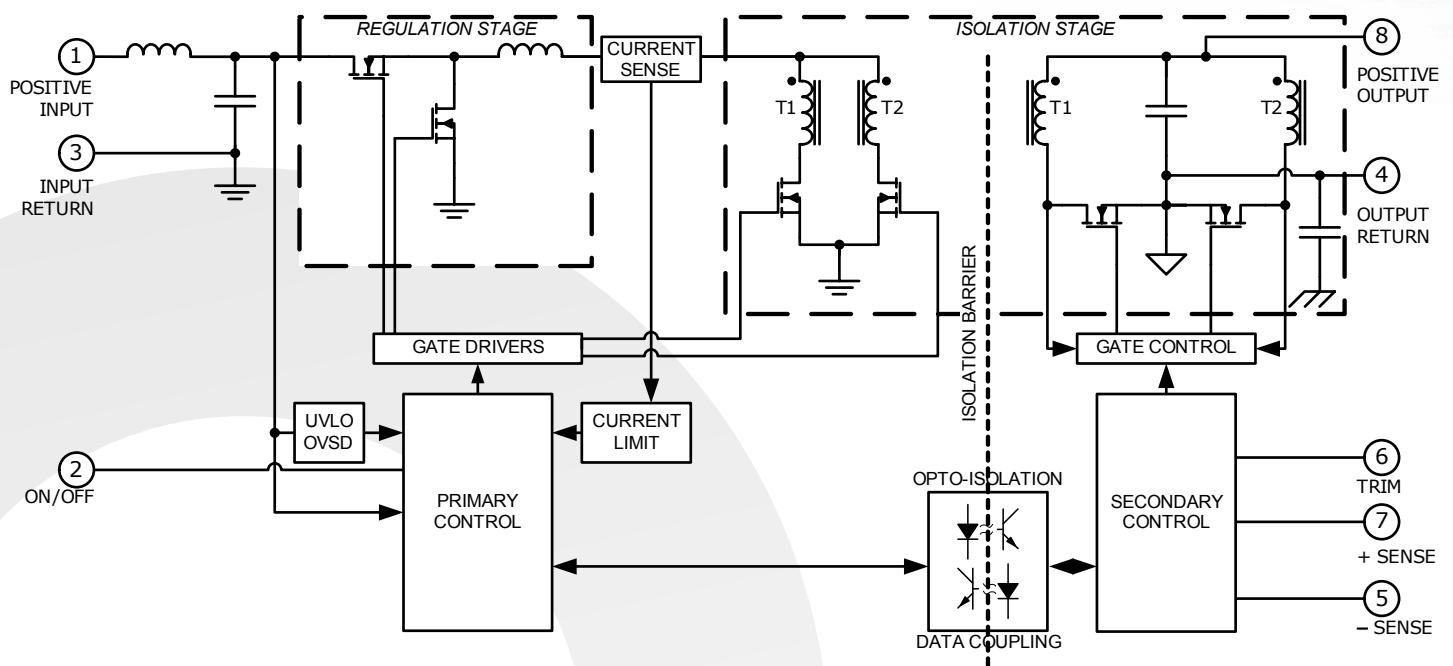 REGULATION STAGE
ISOLATION STAGE
1
POSITIVE
INPUT
CURRENT
SENSE
8
POSITIVE
OUTPUT
T1
T2
T1
T2
3
INPUT
RETURN
4
OUTPUT
RETURN
ISOLATION BARRIER
GATE DRIVERS
GATE CONTROL
UVLO
OVSD
CURRENT
LIMIT
2
ON/OFF
PRIMARY
CONTROL
OPTO-ISOLATION
DATA COUPLING
SECONDARY
CONTROL
6
TRIM
7
+ SENSE
5
– SENSE